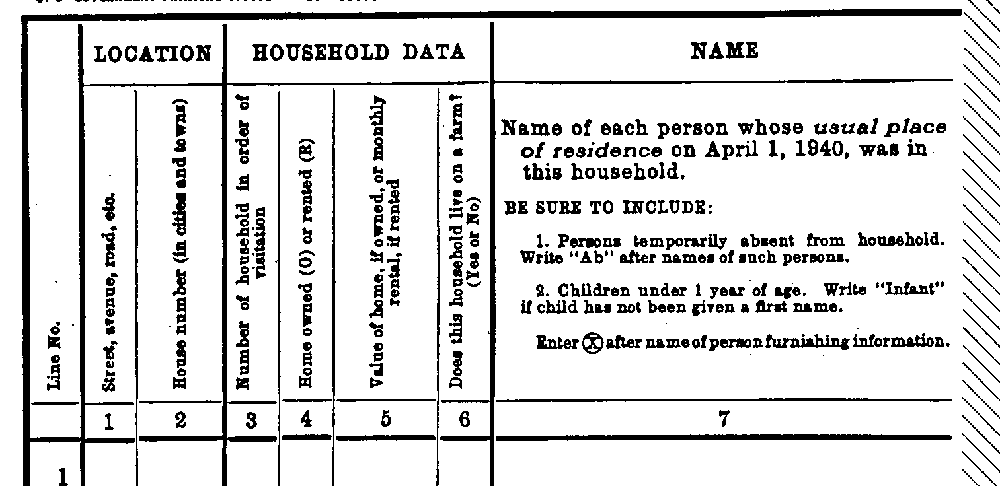 LOCATION
HOUSEHOLD DATA
NAME
Line No.
Street, avenue, road, etc.
House number (in cities and towns)
Number of household in order of
visitation
Home owned (O) or rented (R)
Value of home, if owned, or monthly
rental, if rented
Does this household live on a farm?
(Yes or No)
Name of each person whose usual place
of residence on April 1, 1940, was in
this household.
BE SURE TO INCLUDE:
1. Persons temporarily absent from household.
Write "Ab" after names of such persons.
2. Children under 1 year of age. Write "Infant"
if child has not been given a first name.
Enter Ⓧ after name of person furnishing information.
1 2 3 4 5 6 7
1